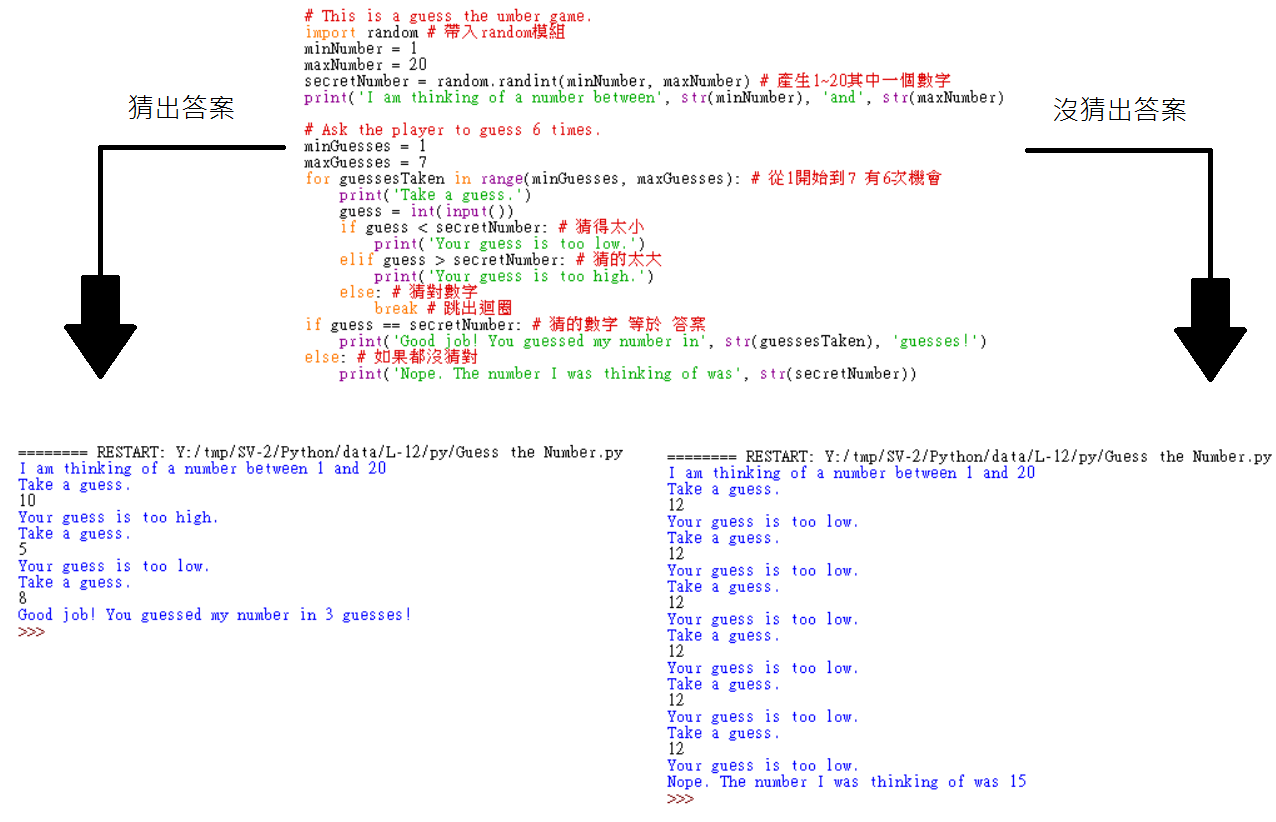 # This is a guess the umber game.
import random # 帶入random模組
minNumber = 1
maxNumber = 20
secretNumber = random.randint(minNumber, maxNumber) # 產生1~20其中一個數字
print('I am thinking of a number between', str(minNumber), 'and', str(maxNumber)
# Ask the player to guess 6 times.
minGuesses = 1
maxGuesses = 7
for guessesTaken in range(minGuesses, maxGuesses): # 從1開始到7 有6次機會
print('Take a guess.')
guess = int(input())
if guess < secretNumber: # 猜得太小
print('Your guess is too low.')
elif guess > secretNumber: # 猜的太大
print('Your guess is too high.')
else: # 猜對數字
break # 跳出迴圈
if guess == secretNumber: # 猜的數字 等於 答案
print('Good job! You guessed my number in', str(guessesTaken), 'guesses!')
else: # 如果都沒猜對
print('Nope. The number I was thinking of was', str(secretNumber))
猜出答案
======== RESTART: Y:/tmp/SV-2/Python/data/L-12/py/Guess the Number.py
I am thinking of a number between 1 and 20
Take a guess.
10
Your guess is too high.
Take a guess.
5
Your guess is too low.
Take a guess.
8
Good job! You guessed my number in 3 guesses!
>>>
沒猜出答案
======== RESTART: Y:/tmp/SV-2/Python/data/L-12/py/Guess the Number.py
I am thinking of a number between 1 and 20
Take a guess.
12
Your guess is too low.
Take a guess.
12
Your guess is too low.
Take a guess.
12
Your guess is too low.
Take a guess.
12
Your guess is too low.
Take a guess.
12
Your guess is too low.
Take a guess.
12
Your guess is too low.
Nope. The number I was thinking of was 15
>>>